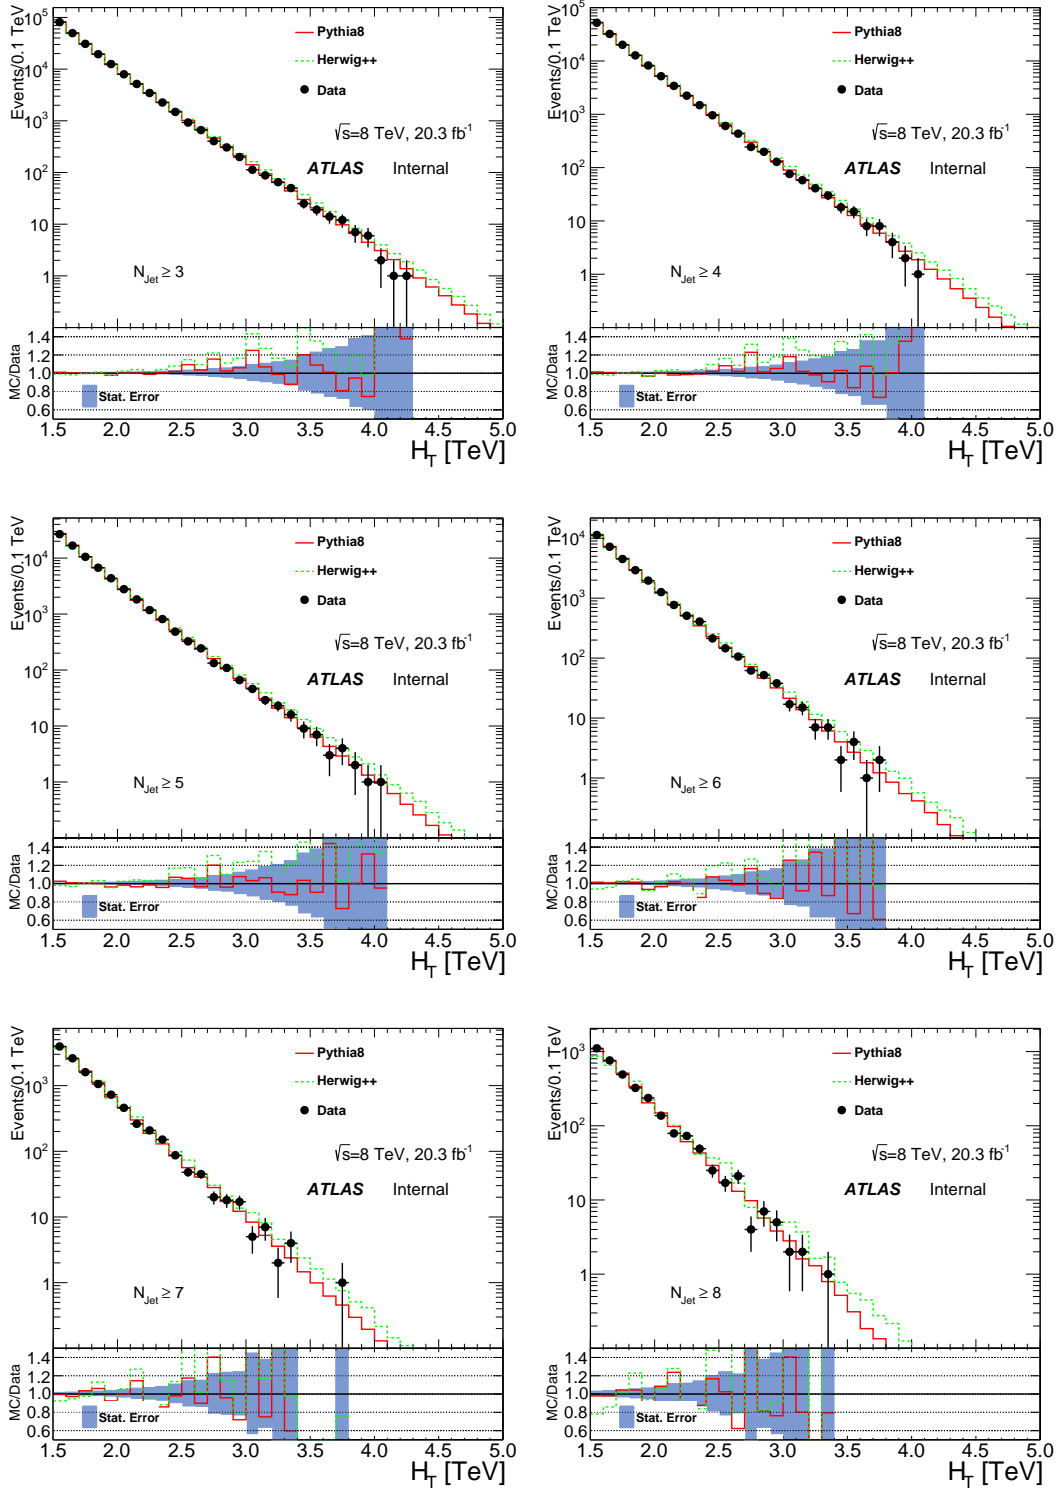 Events/0.1 TeV
10^5
10^4
10^3
10^2
10
1
Pythia8
Herwig++
Data
√s=8 TeV, 20.3 fb^-1
ATLAS Internal
N_Jet ≥ 3
MC/Data
1.4
1.2
1.0
0.8
0.6
Stat. Error
1.5 2.0 2.5 3.0 3.5 4.0 4.5 5.0
H_T [TeV]
Events/0.1 TeV
10^5
10^4
10^3
10^2
10
1
Pythia8
Herwig++
Data
√s=8 TeV, 20.3 fb^-1
ATLAS Internal
N_Jet ≥ 4
MC/Data
1.4
1.2
1.0
0.8
0.6
Stat. Error
1.5 2.0 2.5 3.0 3.5 4.0 4.5 5.0
H_T [TeV]
Events/0.1 TeV
10^4
10^3
10^2
10
1
Pythia8
Herwig++
Data
√s=8 TeV, 20.3 fb^-1
ATLAS Internal
N_Jet ≥ 5
MC/Data
1.4
1.2
1.0
0.8
0.6
Stat. Error
1.5 2.0 2.5 3.0 3.5 4.0 4.5 5.0
H_T [TeV]
Events/0.1 TeV
10^4
10^3
10^2
10
1
Pythia8
Herwig++
Data
√s=8 TeV, 20.3 fb^-1
ATLAS Internal
N_Jet ≥ 6
MC/Data
1.4
1.2
1.0
0.8
0.6
Stat. Error
1.5 2.0 2.5 3.0 3.5 4.0 4.5 5.0
H_T [TeV]
Events/0.1 TeV
10^3
10^2
10
1
Pythia8
Herwig++
Data
√s=8 TeV, 20.3 fb^-1
ATLAS Internal
N_Jet ≥ 7
MC/Data
1.4
1.2
1.0
0.8
0.6
Stat. Error
1.5 2.0 2.5 3.0 3.5 4.0 4.5 5.0
H_T [TeV]
Events/0.1 TeV
10^3
10^2
10
1
Pythia8
Herwig++
Data
√s=8 TeV, 20.3 fb^-1
ATLAS Internal
N_Jet ≥ 8
MC/Data
1.4
1.2
1.0
0.8
0.6
Stat. Error
1.5 2.0 2.5 3.0 3.5 4.0 4.5 5.0
H_T [TeV]